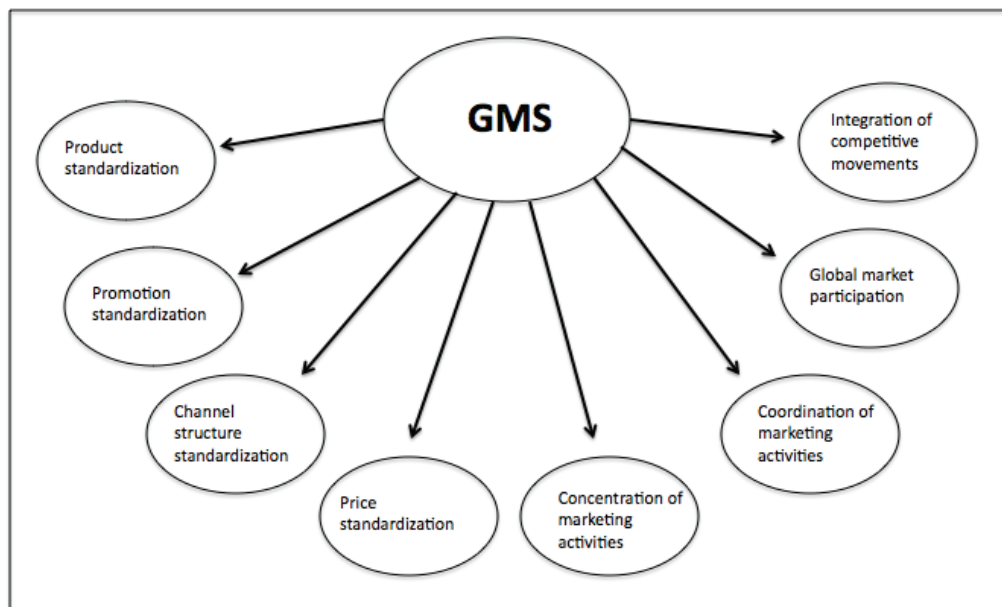 GMS
Product
standardization
Promotion
standardization
Channel
structure
standardization
Price
standardization
Concentration of
marketing
activities
Coordination of
marketing
activities
Global market
participation
Integration of
competitive
movements